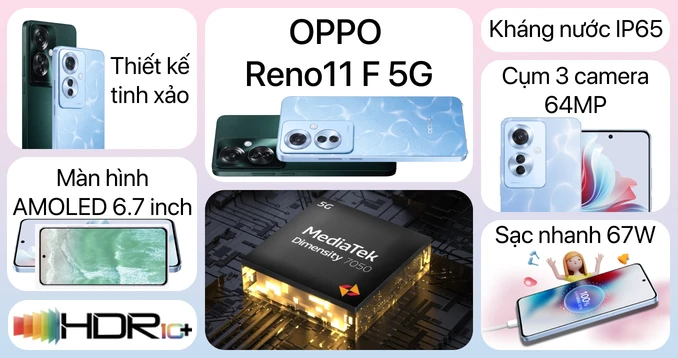 Thiết kế
tinh xảo
OPPO
Reno11 F 5G
Kháng nước IP65
Cụm 3 camera
64MP
Màn hình
AMOLED 6.7 inch
5G
MediaTek
Dimensity 7050
Sạc nhanh 67W
100%
HDR10+